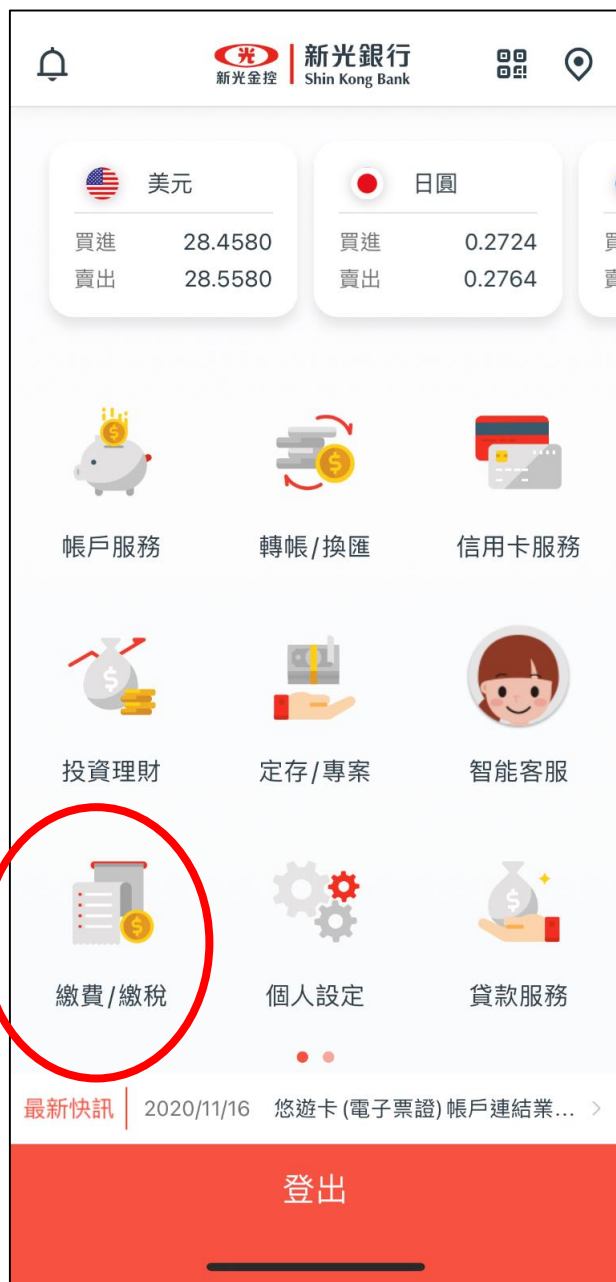 光 新光銀行
新光金控 Shin Kong Bank
美元
買進 28.4580
賣出 28.5580
日圓
買進 0.2724
賣出 0.2764
帳戶服務 轉帳/換匯 信用卡服務
投資理財 定存/專案 智能客服
繳費/繳稅 個人設定 貸款服務
最新快訊 2020/11/16 悠遊卡(電子票證)帳戶連結業...
登出